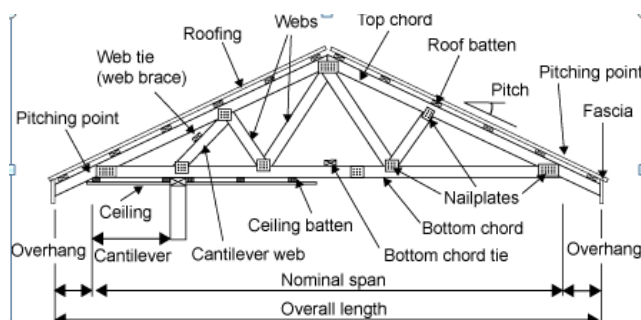 Webs
Top chord
Roofing
Web tie
(web brace)
Roof batten
Pitching point
Pitch
Fascia
Pitching point
Ceiling
Nailplates
Ceiling batten
Bottom chord
Overhang
Cantilever
Cantilever web
Bottom chord tie
Overhang
Nominal span
Overall length